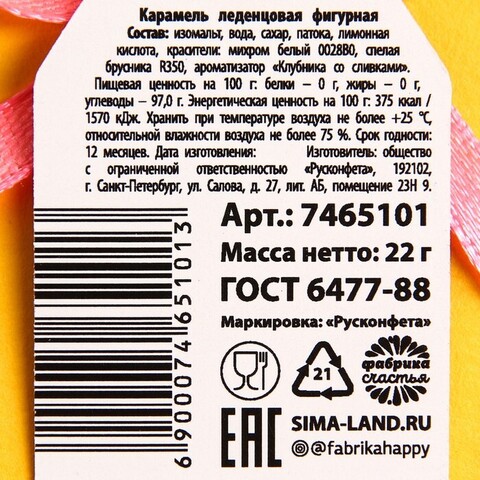 Карамель леденцовая фигурная
Состав: изомальт, вода, сахар, патока, лимонная
кислота, красители: михром белый 0028В0, спелая
брусника R350, ароматизатор «Клубника со сливками».
Пищевая ценность на 100 г: белки – 0 г, жиры – 0 г,
углеводы – 97,0 г. Энергетическая ценность на 100 г: 375 ккал /
1570 кДж. Хранить при температуре воздуха не более +25 °С,
относительной влажности воздуха не более 75 %. Срок годности:
12 месяцев. Дата изготовления: Изготовитель: общество
с ограниченной ответственностью «Русконфета», 192102,
г. Санкт-Петербург, ул. Салова, д. 27, лит. АБ, помещение 23Н 9.
Арт.: 7465101
Масса нетто: 22 г
ГОСТ 6477-88
Маркировка: «Русконфета»
21
фабрика
счастья
EAC
SIMA-LAND.RU
@fabrikahappy
6900074651013